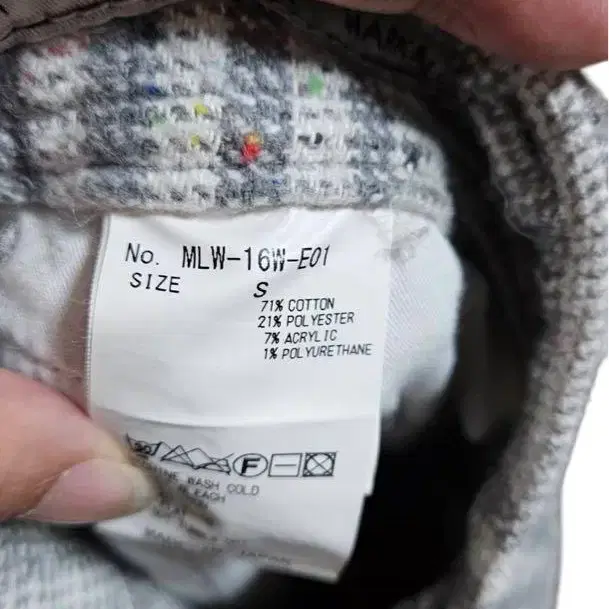 No. MLW-16W-E01
SIZE S
71% COTTON
21% POLYESTER
7% ACRYLIC
1% POLYURETHANE
F
WASH COLD